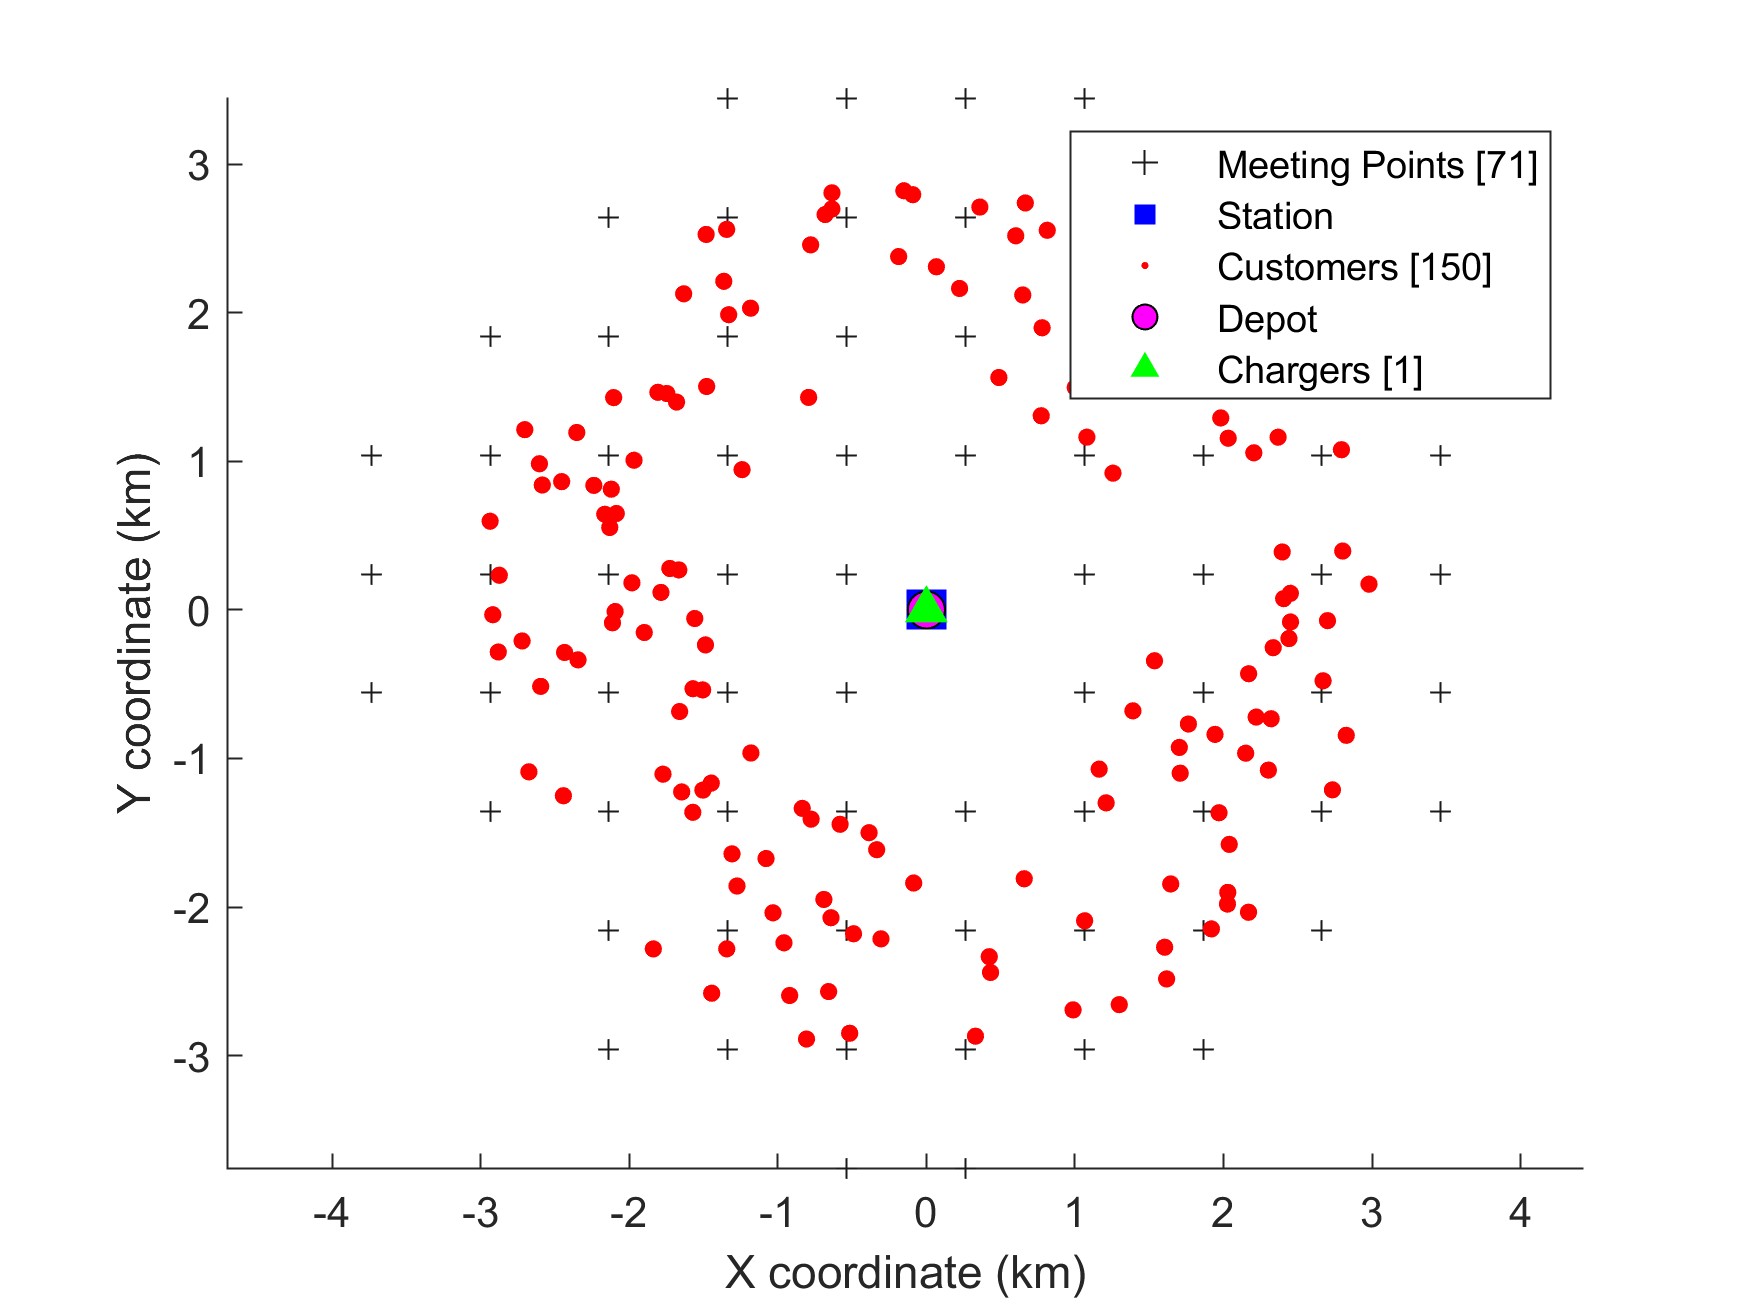 3
2
1
0
-1
-2
-3
Y coordinate (km)
Meeting Points [71]
Station
Customers [150]
Depot
Chargers [1]
-4 -3 -2 -1 0 1 2 3 4
X coordinate (km)